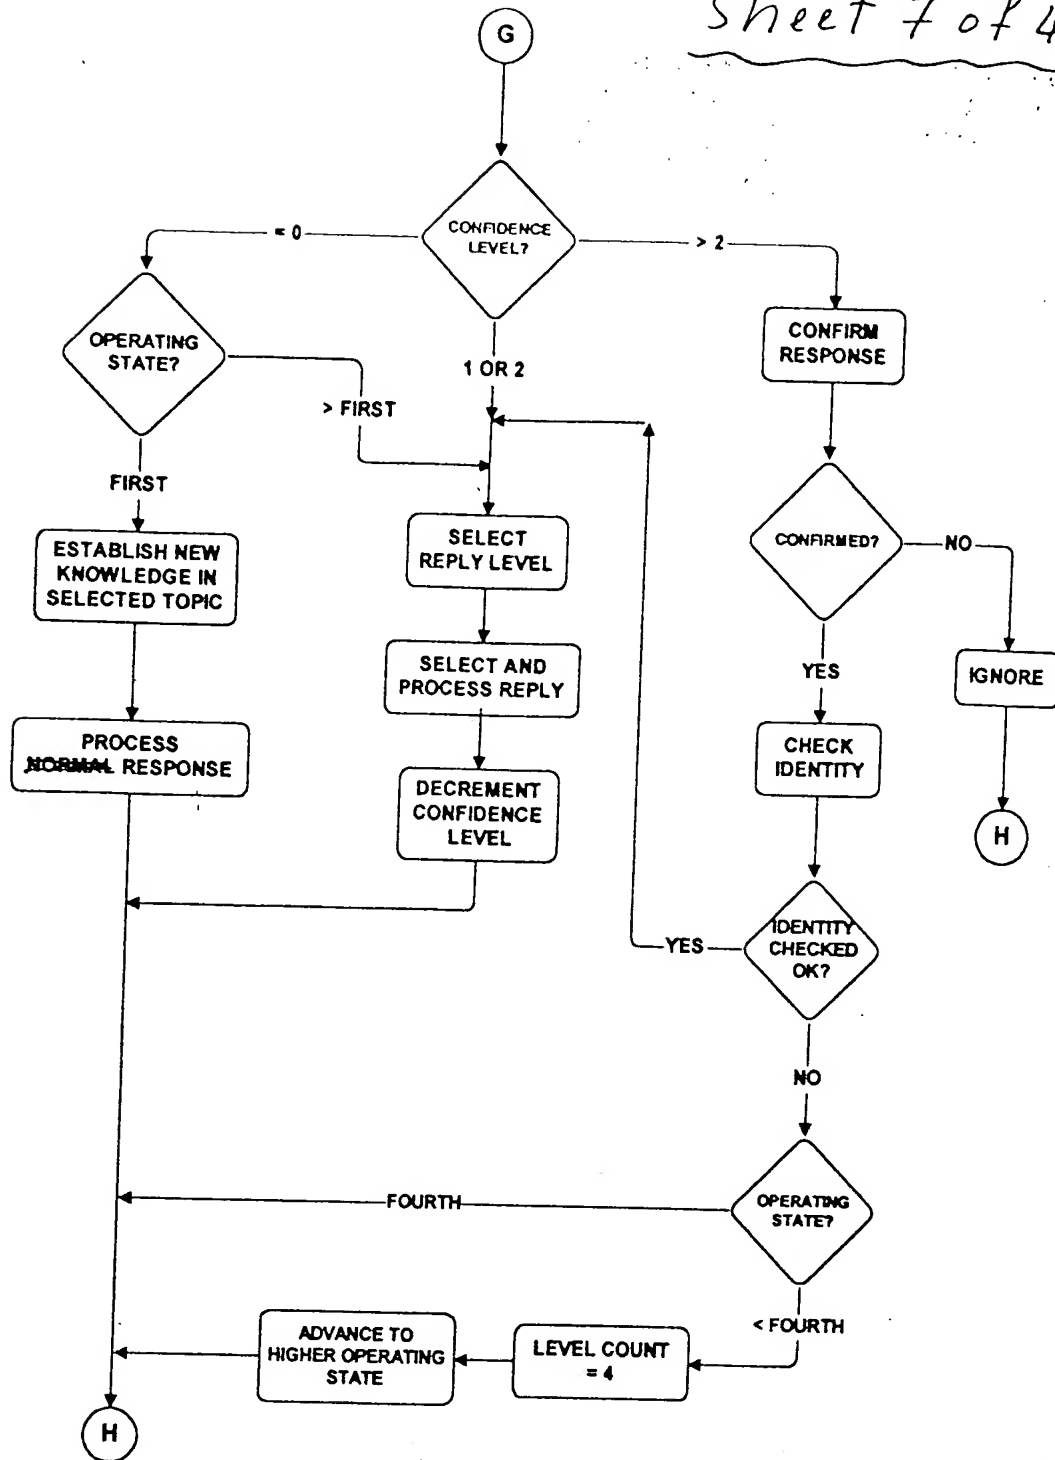 sheet 7 of 4
G
CONFIDENCE
LEVEL?
= 0
> 2
OPERATING
STATE?
CONFIRM
RESPONSE
1 OR 2
> FIRST
FIRST
ESTABLISH NEW
KNOWLEDGE IN
SELECTED TOPIC
SELECT
REPLY LEVEL
CONFIRMED?
NO
SELECT AND
PROCESS REPLY
YES
IGNORE
PROCESS
NORMAL RESPONSE
CHECK
IDENTITY
DECREMENT
CONFIDENCE
LEVEL
H
IDENTITY
CHECKED
OK?
YES
NO
OPERATING
STATE?
FOURTH
< FOURTH
ADVANCE TO
HIGHER OPERATING
STATE
LEVEL COUNT
= 4
H